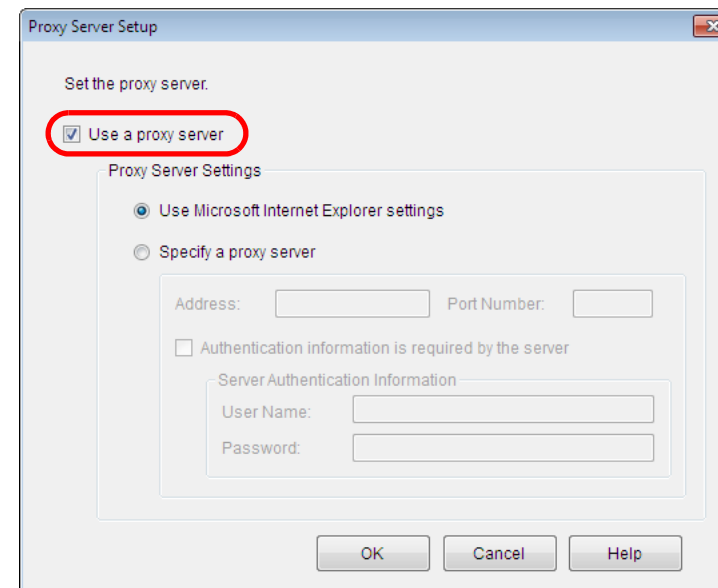 Proxy Server Setup
Set the proxy server.
Use a proxy server
Proxy Server Settings
Use Microsoft Internet Explorer settings
Specify a proxy server
Address: Port Number:
Authentication information is required by the server
Server Authentication Information
User Name:
Password:
OK Cancel Help